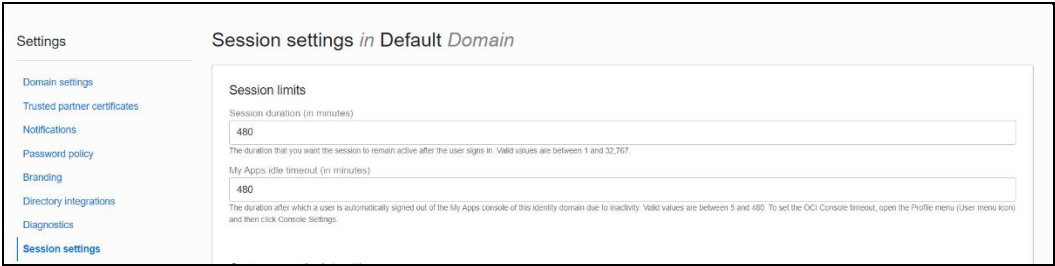 Settings
Session settings in Default Domain
Domain settings
Trusted partner certificates
Notifications
Password policy
Branding
Directory integrations
Diagnostics
Session settings
Session limits
Session duration (in minutes)
480
The duration that you want the session to remain active after the user signs in. Valid values are between 1 and 32,767.
My Apps idle timeout (in minutes)
480
The duration after which a user is automatically signed out of the My Apps console of this identity domain due to inactivity. Valid values are between 5 and 480. To set the OCI Console timeout, open the Profile menu (User menu icon)
and then click Console Settings.